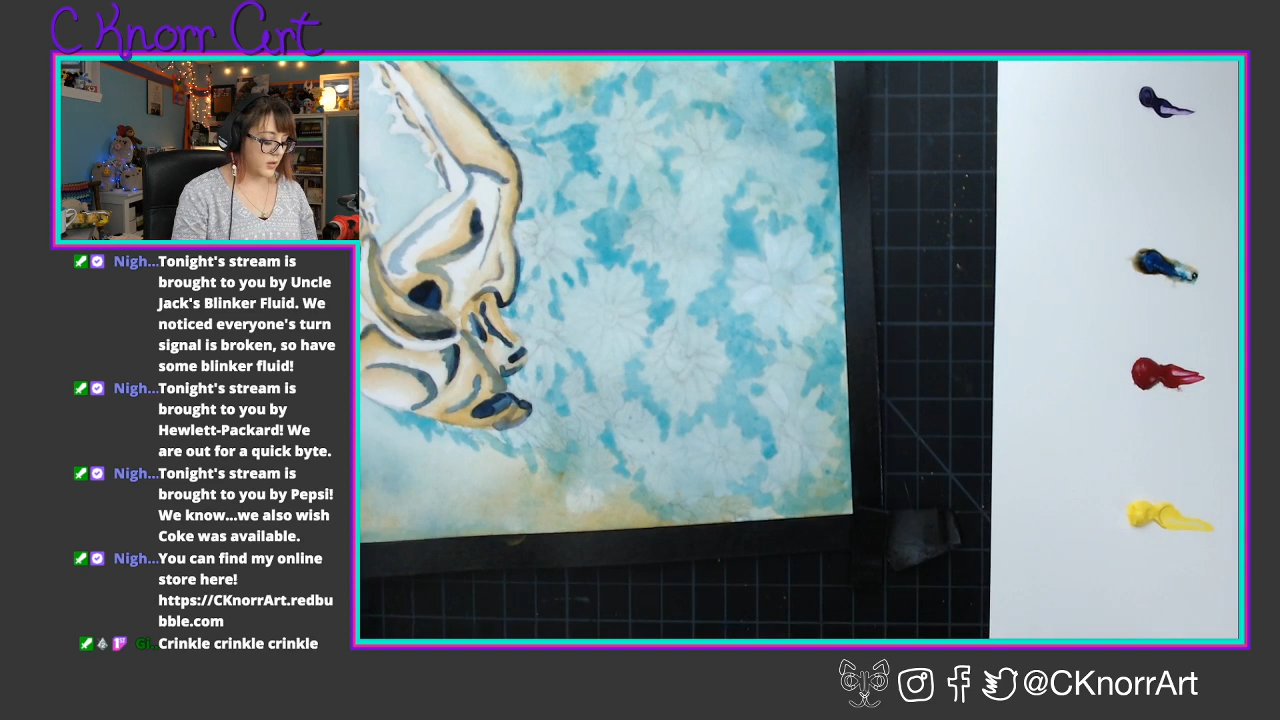 C Knorr Art
Nigh...Tonight's stream is
brought to you by Uncle
Jack's Blinker Fluid. We
noticed everyone's turn
signal is broken, so have
some blinker fluid!
Nigh...Tonight's stream is
brought to you by
Hewlett-Packard! We
are out for a quick byte.
Nigh...Tonight's stream is
brought to you by Pepsi!
We know...we also wish
Coke was available.
Nigh...You can find my online
store here!
https://CKnorrArt.redbu
bble.com
Gi...Crinkle crinkle crinkle
@CKnorrArt